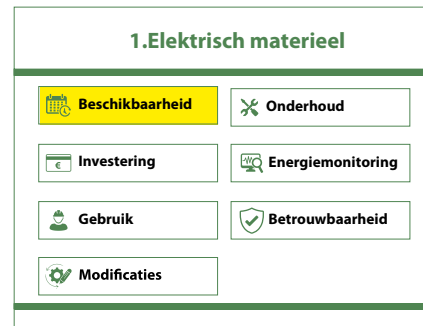 1.Elektrisch materieel
Beschikbaarheid
Onderhoud
€ Investering
Energiemonitoring
Gebruik
Betrouwbaarheid
Modificaties